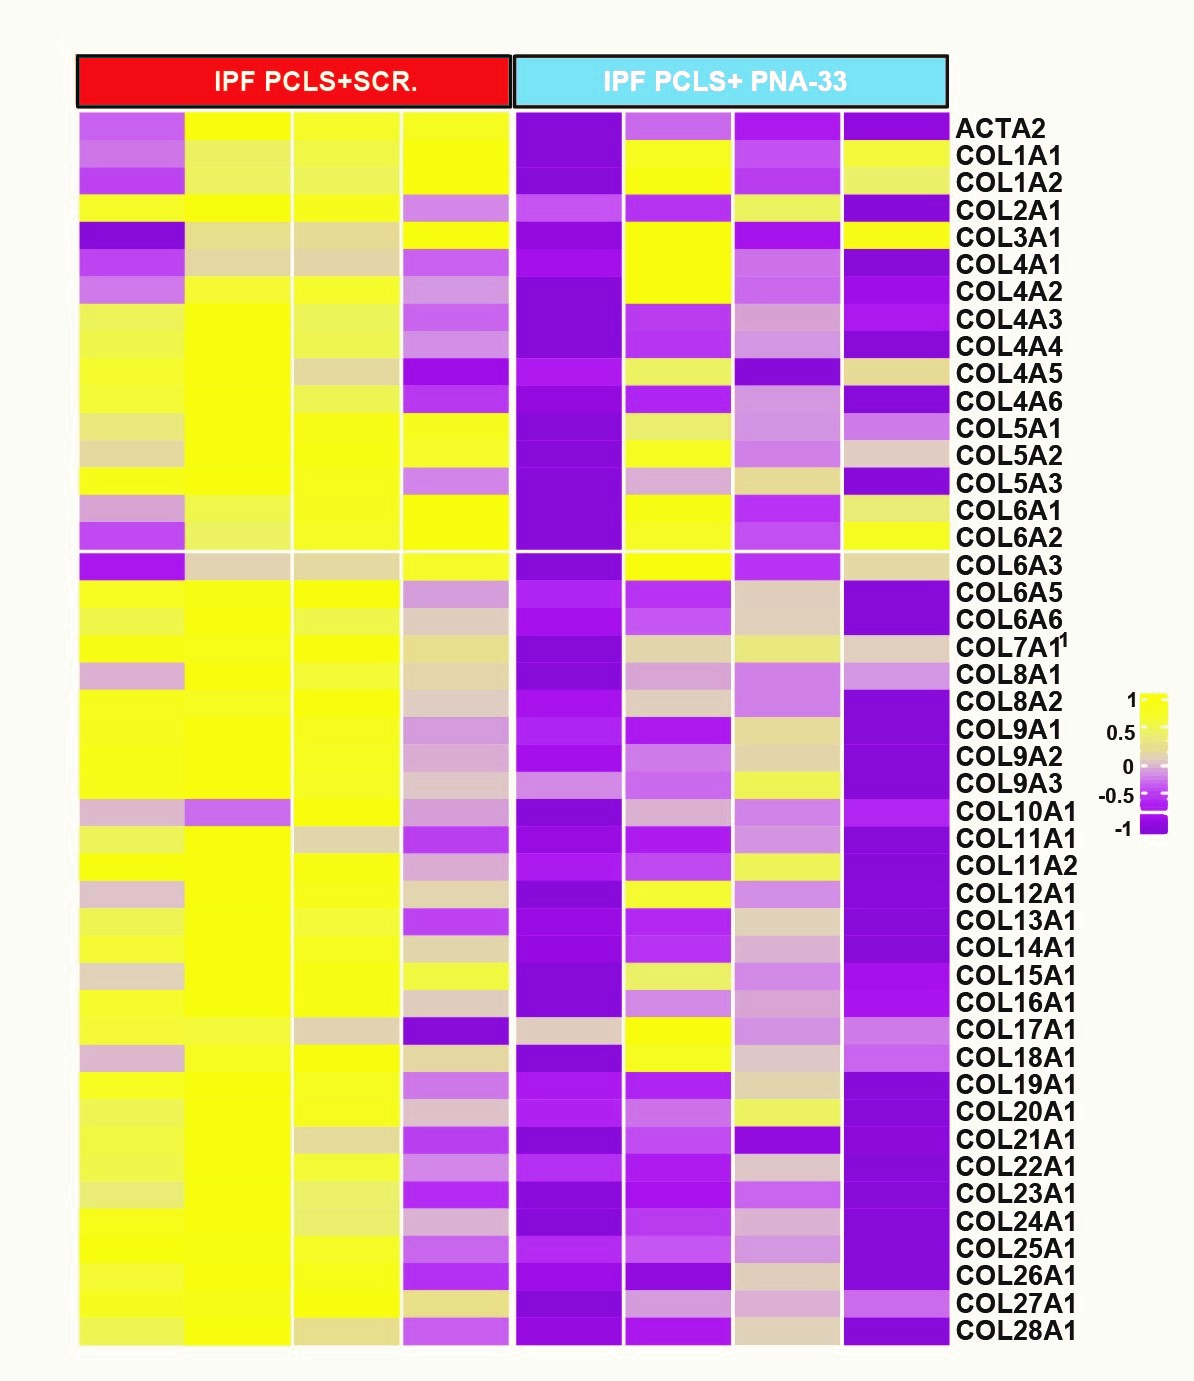 IPF PCLS+SCR.
IPF PCLS+ PNA-33
ACTA2
COL1A1
COL1A2
COL2A1
COL3A1
COL4A1
COL4A2
COL4A3
COL4A4
COL4A5
COL4A6
COL5A1
COL5A2
COL5A3
COL6A1
COL6A2
COL6A3
COL6A5
COL6A6
COL7A1¹
COL8A1
COL8A2
COL9A1
COL9A2
COL9A3
COL10A1
COL11A1
COL11A2
COL12A1
COL13A1
COL14A1
COL15A1
COL16A1
COL17A1
COL18A1
COL19A1
COL20A1
COL21A1
COL22A1
COL23A1
COL24A1
COL25A1
COL26A1
COL27A1
COL28A1
1
0.5
0
-0.5
-1